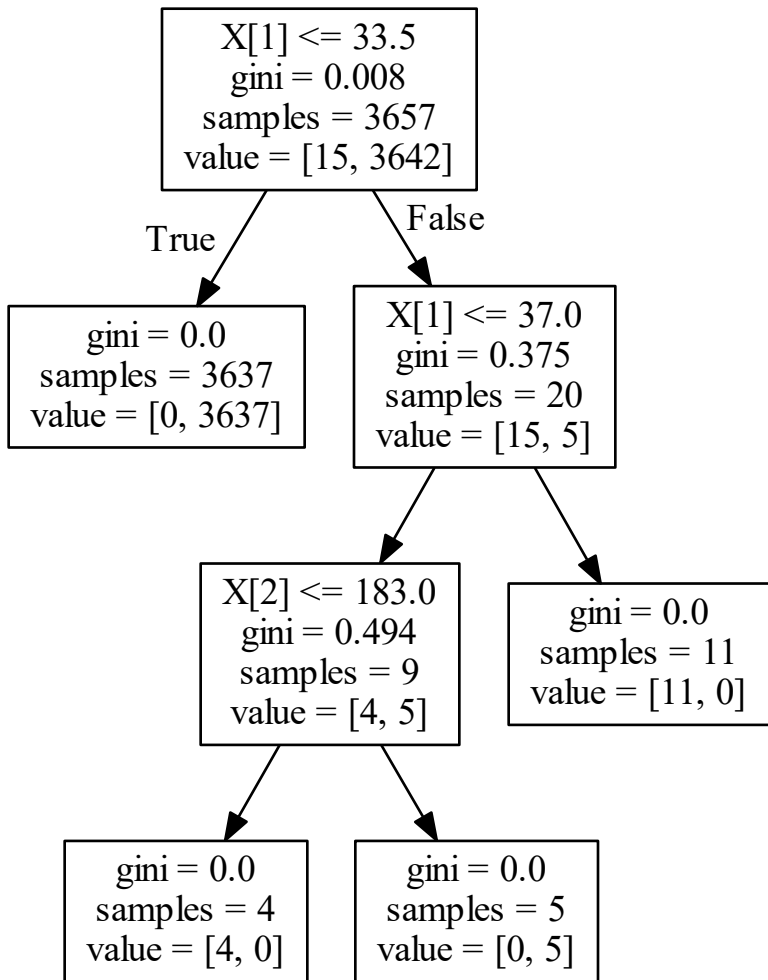 X[1] <= 33.5
gini = 0.008
samples = 3657
value = [15, 3642]
True
False
gini = 0.0
samples = 3637
value = [0, 3637]
X[1] <= 37.0
gini = 0.375
samples = 20
value = [15, 5]
X[2] <= 183.0
gini = 0.494
samples = 9
value = [4, 5]
gini = 0.0
samples = 11
value = [11, 0]
gini = 0.0
samples = 4
value = [4, 0]
gini = 0.0
samples = 5
value = [0, 5]